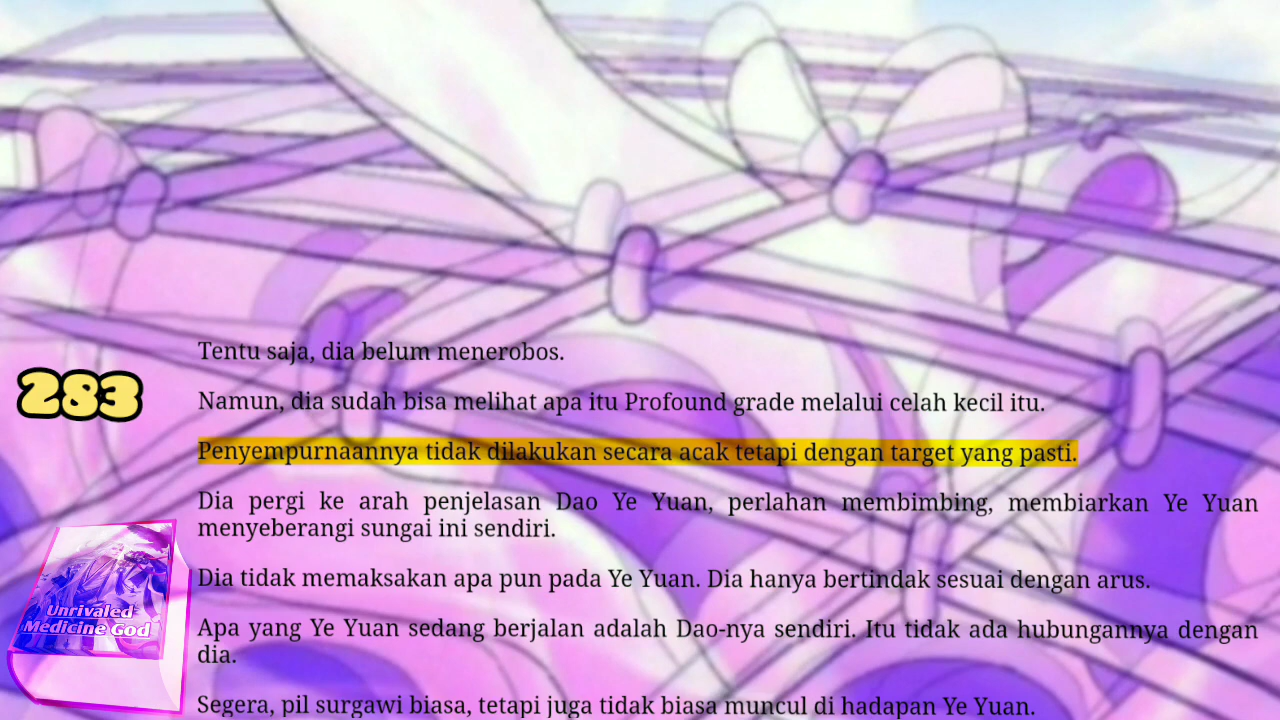 Tentu saja, dia belum menerobos.
Namun, dia sudah bisa melihat apa itu Profound grade melalui celah kecil itu.
283
Penyempurnaannya tidak dilakukan secara acak tetapi dengan target yang pasti.
Dia pergi ke arah penjelasan Dao Ye Yuan, perlahan membimbing, membiarkan Ye Yuan
menyeberangi sungai ini sendiri.
Dia tidak memaksakan apa pun pada Ye Yuan. Dia hanya bertindak sesuai dengan arus.
Unrivaled
Medicine God
Apa yang Ye Yuan sedang berjalan adalah Dao-nya sendiri. Itu tidak ada hubungannya dengan
dia.
Segera, pil surgawi biasa, tetapi juga tidak biasa muncul di hadapan Ye Yuan.